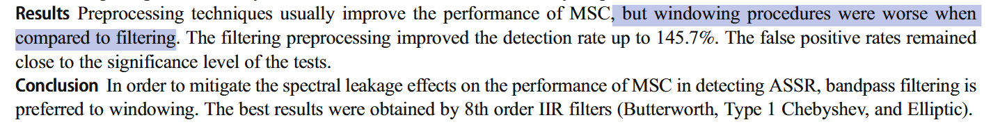 Results Preprocessing techniques usually improve the performance of MSC, but windowing procedures were worse when
compared to filtering. The filtering preprocessing improved the detection rate up to 145.7%. The false positive rates remained
close to the significance level of the tests.
Conclusion In order to mitigate the spectral leakage effects on the performance of MSC in detecting ASSR, bandpass filtering is
preferred to windowing. The best results were obtained by 8th order IIR filters (Butterworth, Type 1 Chebyshev, and Elliptic).